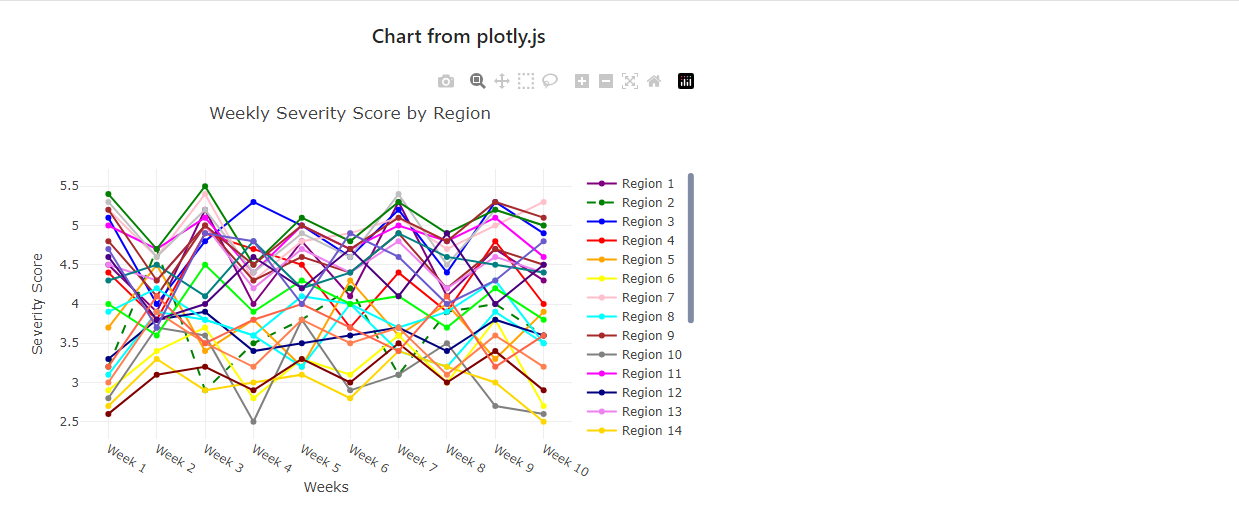 Chart from plotly.js
Weekly Severity Score by Region
5.5
5
4.5
4
3.5
3
2.5
Severity Score
Week 1
Week 2
Week 3
Week 4
Week 5
Week 6
Week 7
Week 8
Week 9
Week 10
Weeks
Region 1
Region 2
Region 3
Region 4
Region 5
Region 6
Region 7
Region 8
Region 9
Region 10
Region 11
Region 12
Region 13
Region 14